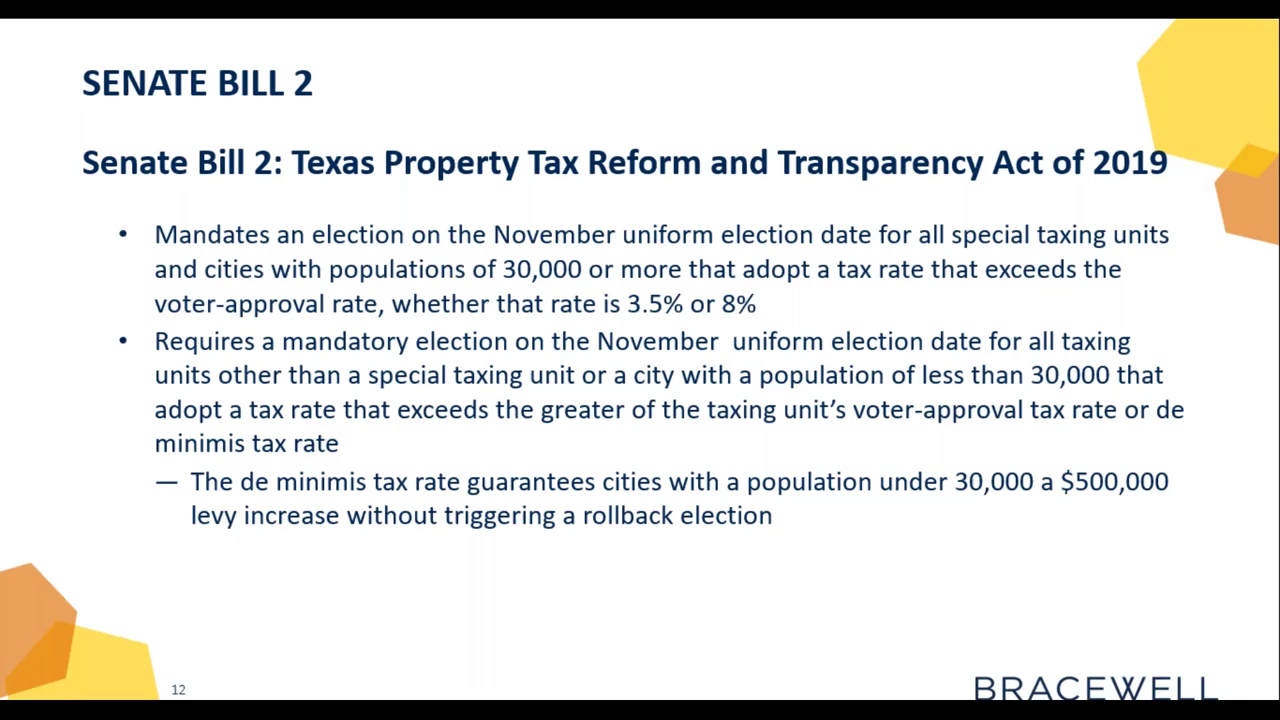 SENATE BILL 2
Senate Bill 2: Texas Property Tax Reform and Transparency Act of 2019
• Mandates an election on the November uniform election date for all special taxing units
and cities with populations of 30,000 or more that adopt a tax rate that exceeds the
voter-approval rate, whether that rate is 3.5% or 8%
• Requires a mandatory election on the November  uniform election date for all taxing
units other than a special taxing unit or a city with a population of less than 30,000 that
adopt a tax rate that exceeds the greater of the taxing unit’s voter-approval tax rate or de
minimis tax rate
— The de minimis tax rate guarantees cities with a population under 30,000 a $500,000
levy increase without triggering a rollback election
12
BRACEWELL